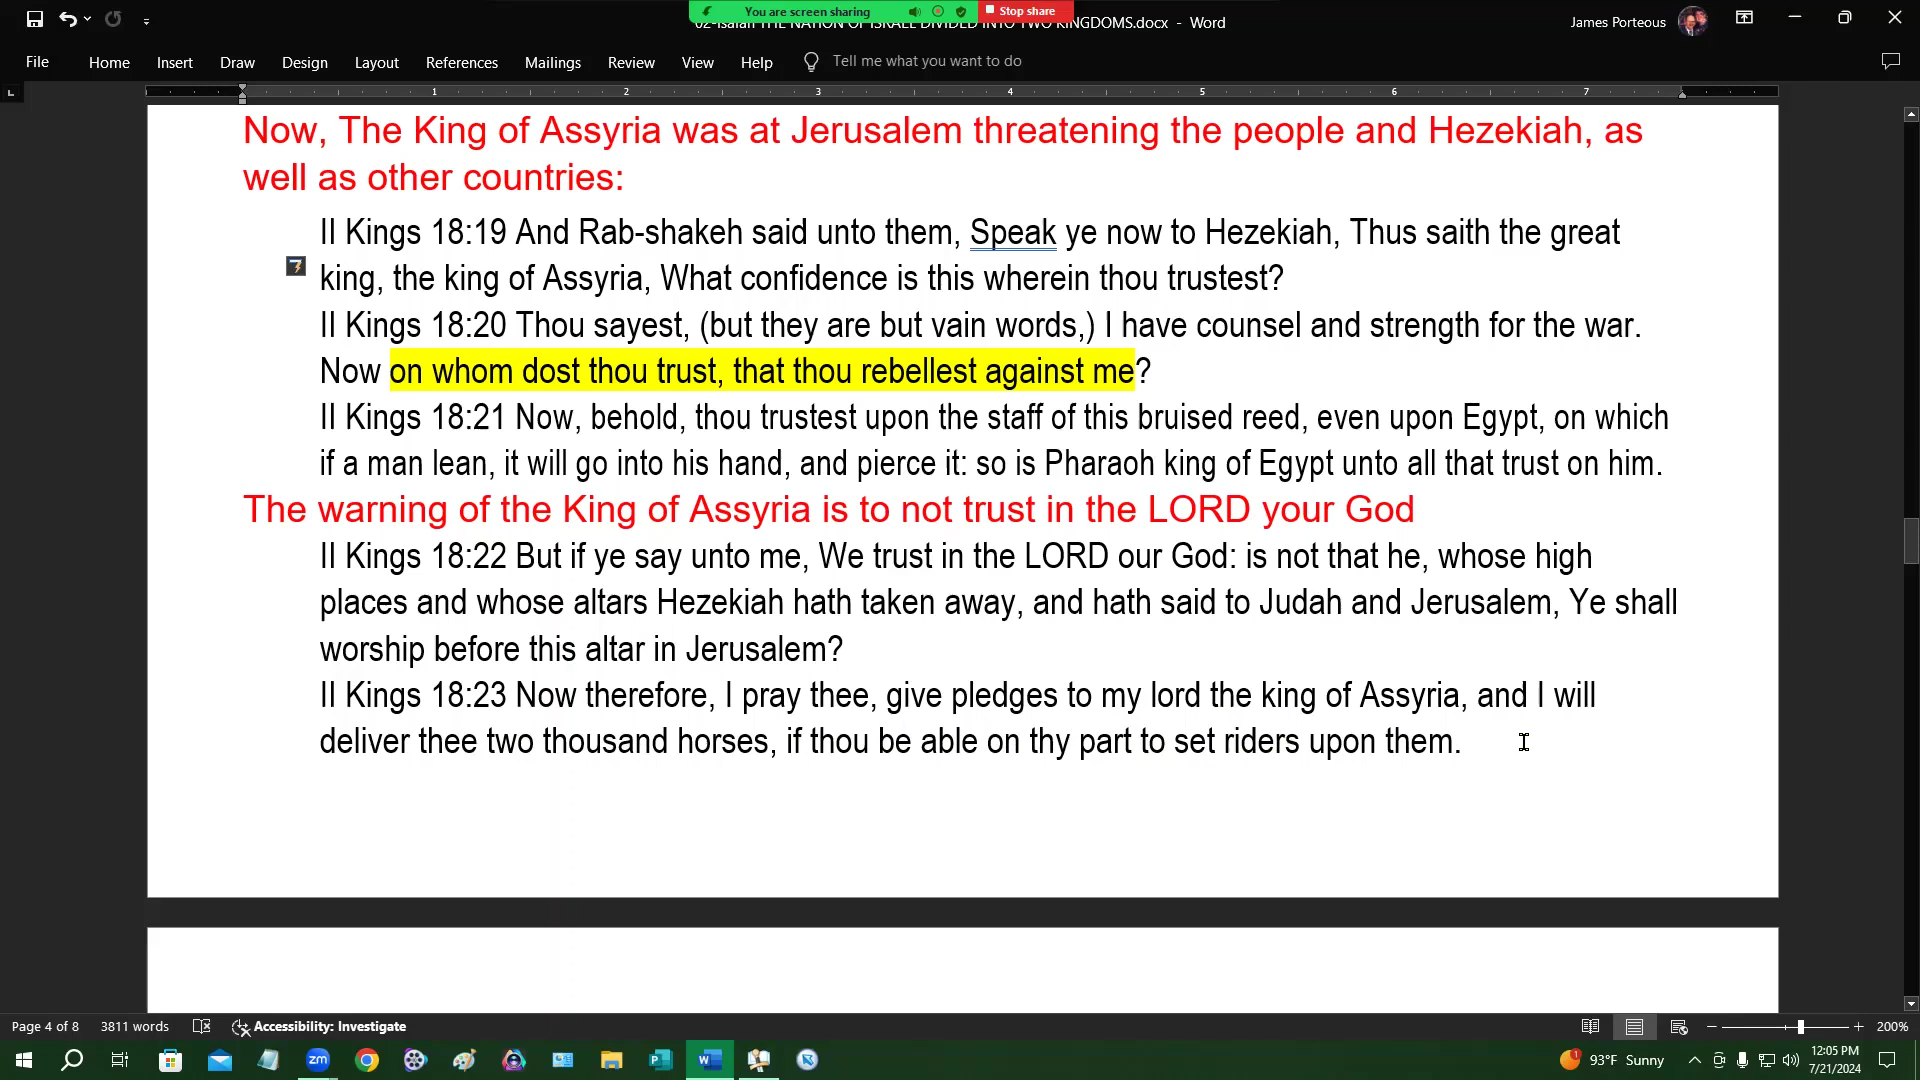 You are screen sharing
Stop share
02-Isaiah THE NATION OF ISRAEL DIVIDED INTO TWO KINGDOMS.docx - Word
James Porteous
File Home Insert Draw Design Layout References Mailings Review View Help Tell me what you want to do
1 2 3 4 5 6 7
Now, The King of Assyria was at Jerusalem threatening the people and Hezekiah, as
well as other countries:
II Kings 18:19 And Rab-shakeh said unto them, Speak ye now to Hezekiah, Thus saith the great
king, the king of Assyria, What confidence is this wherein thou trustest?
II Kings 18:20 Thou sayest, (but they are but vain words,) I have counsel and strength for the war.
Now on whom dost thou trust, that thou rebellest against me?
II Kings 18:21 Now, behold, thou trustest upon the staff of this bruised reed, even upon Egypt, on which
if a man lean, it will go into his hand, and pierce it: so is Pharaoh king of Egypt unto all that trust on him.
The warning of the King of Assyria is to not trust in the LORD your God
II Kings 18:22 But if ye say unto me, We trust in the LORD our God: is not that he, whose high
places and whose altars Hezekiah hath taken away, and hath said to Judah and Jerusalem, Ye shall
worship before this altar in Jerusalem?
II Kings 18:23 Now therefore, I pray thee, give pledges to my lord the king of Assyria, and I will
deliver thee two thousand horses, if thou be able on thy part to set riders upon them.
Page 4 of 8 3811 words Accessibility: Investigate 200%
zm 1 93°F Sunny 12:05 PM
7/21/2024